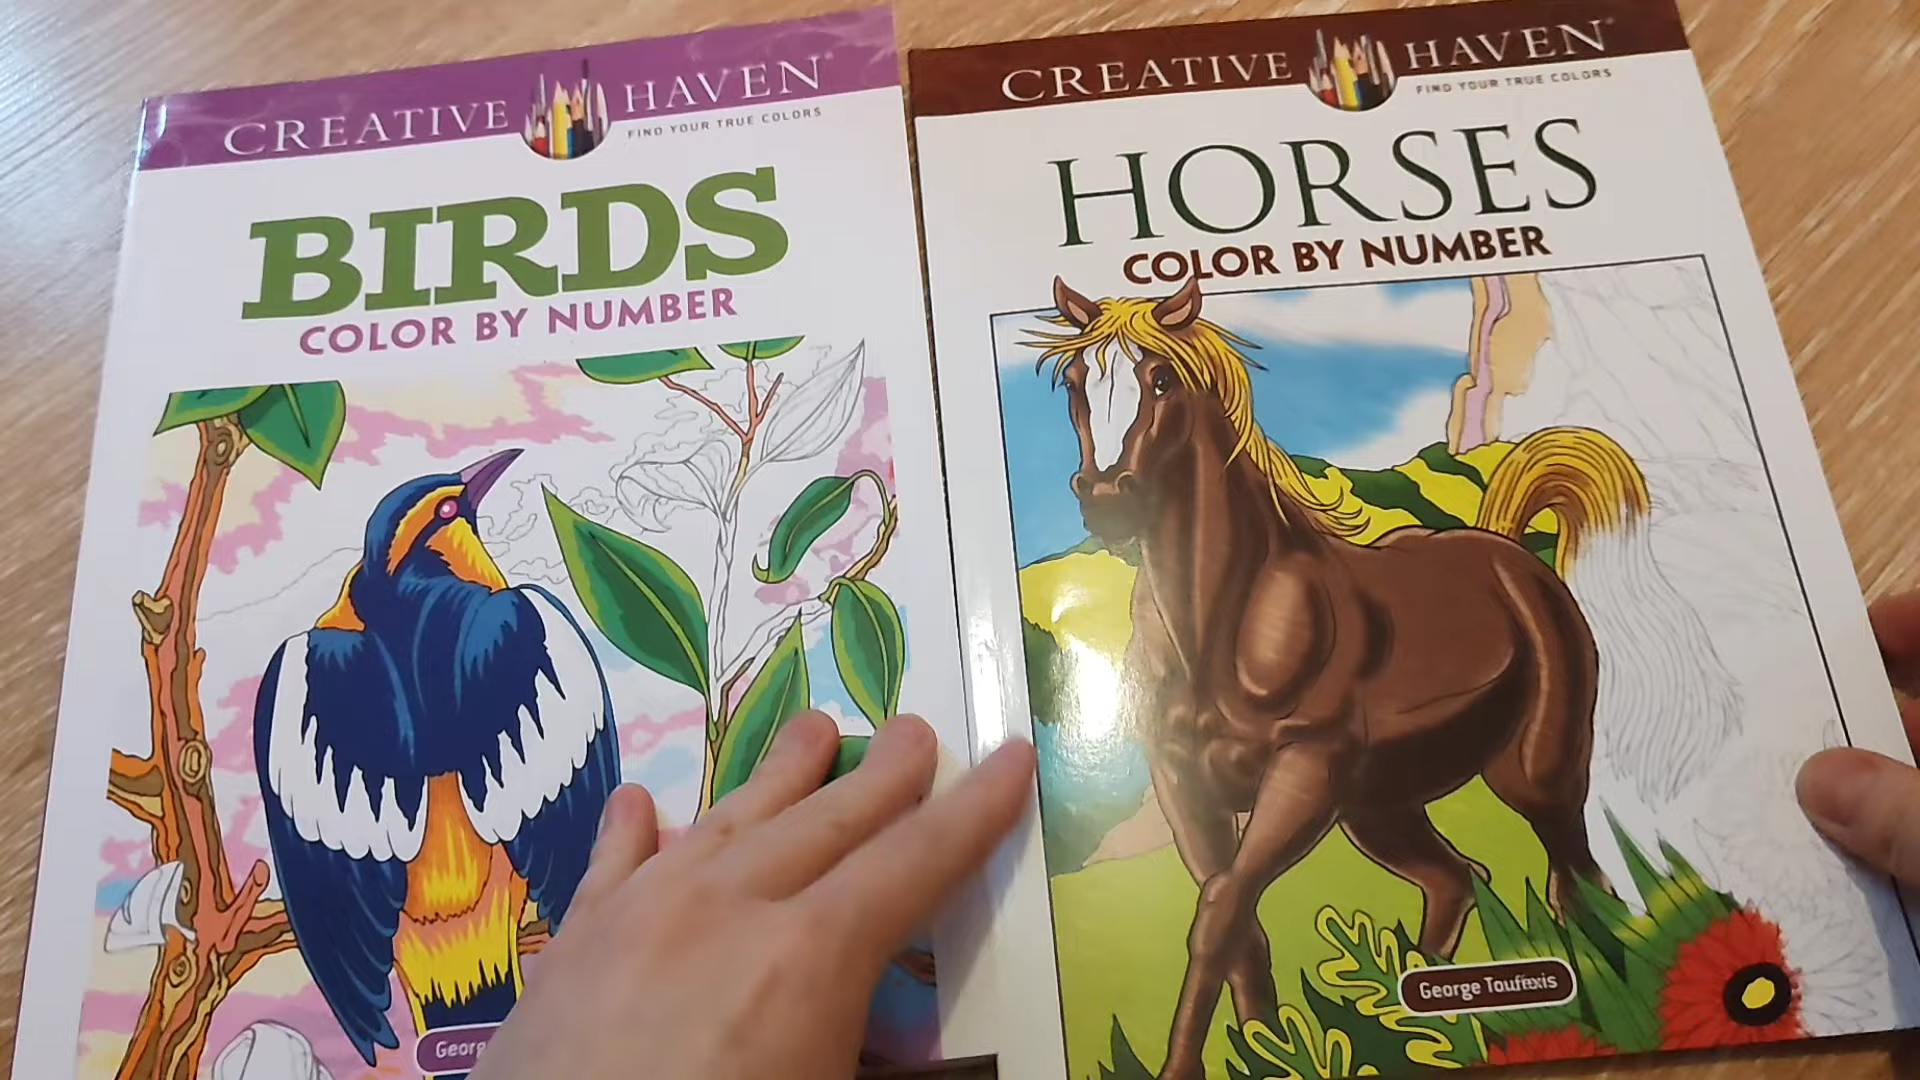 CREATIVE HAVEN
FIND YOUR TRUE COLORS
BIRDS
COLOR BY NUMBER
Georg
CREATIVE HAVEN®
FIND YOUR TRUE COLORS
HORSES
COLOR BY NUMBER
George Toufexis